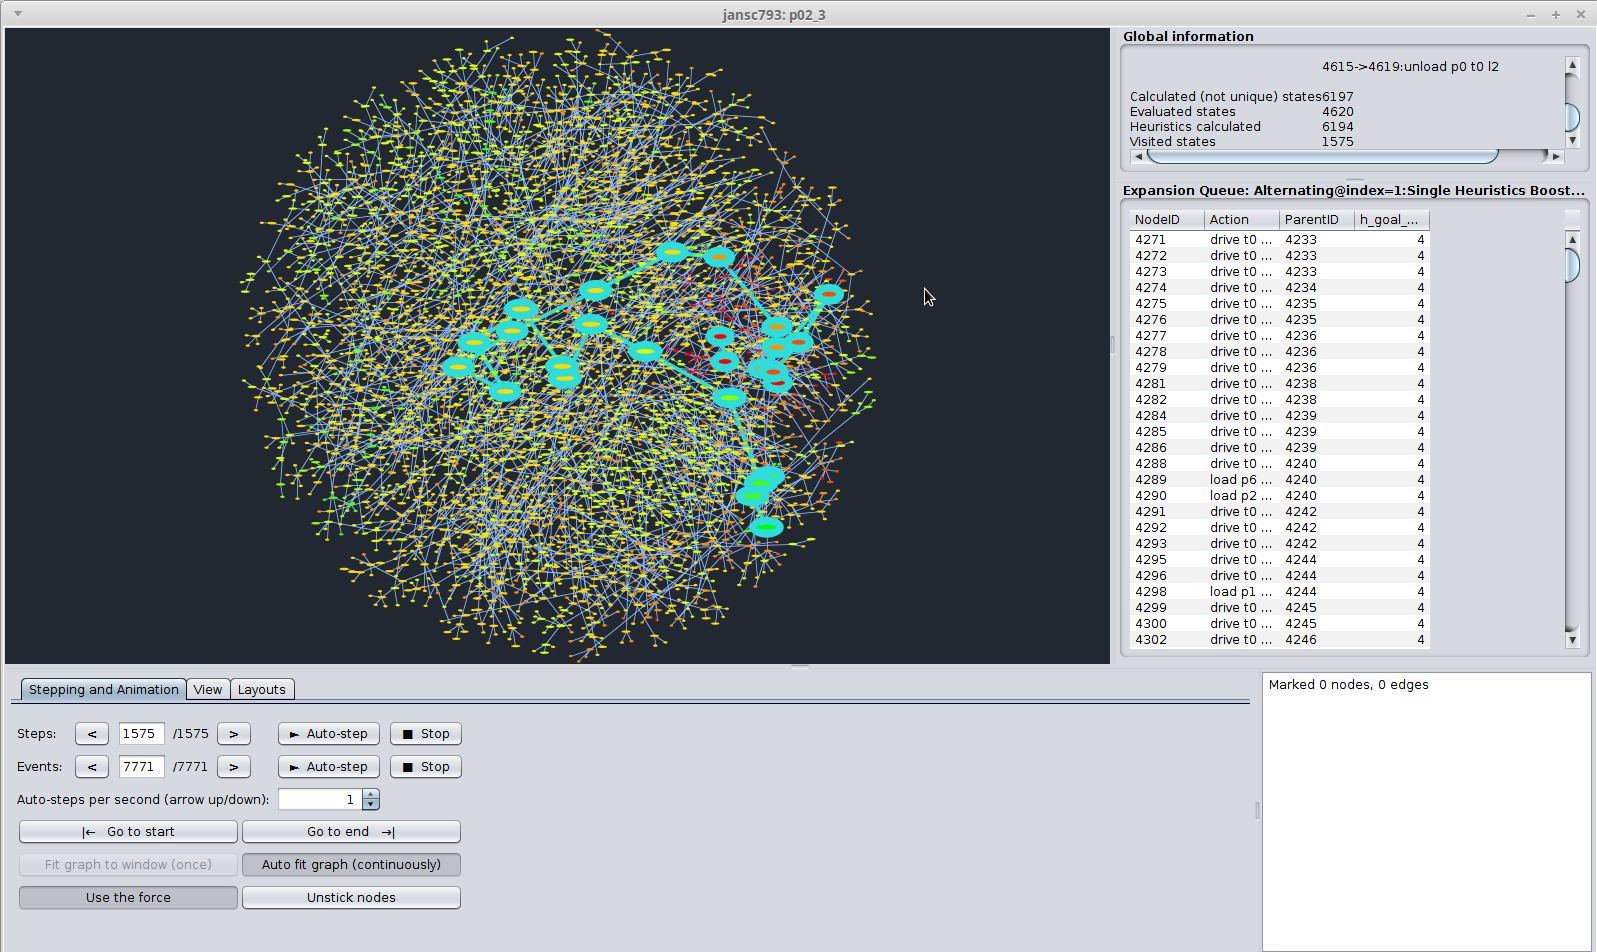 jansc793: p02_3
Global information
4615->4619:unload p0 t0 l2
Calculated (not unique) states6197
Evaluated states 4620
Heuristics calculated 6194
Visited states 1575
Expansion Queue: Alternating@index=1:Single Heuristics Boost...
NodeID Action ParentID h_goal_...
4271 drive t0 ... 4233 4
4272 drive t0 ... 4233 4
4273 drive t0 ... 4233 4
4274 drive t0 ... 4234 4
4275 drive t0 ... 4235 4
4276 drive t0 ... 4235 4
4277 drive t0 ... 4236 4
4278 drive t0 ... 4236 4
4279 drive t0 ... 4236 4
4281 drive t0 ... 4238 4
4282 drive t0 ... 4238 4
4284 drive t0 ... 4239 4
4285 drive t0 ... 4239 4
4286 drive t0 ... 4239 4
4288 drive t0 ... 4240 4
4289 load p6 ... 4240 4
4290 load p2 ... 4240 4
4291 drive t0 ... 4242 4
4292 drive t0 ... 4242 4
4293 drive t0 ... 4242 4
4295 drive t0 ... 4244 4
4296 drive t0 ... 4244 4
4298 load p1 ... 4244 4
4299 drive t0 ... 4245 4
4300 drive t0 ... 4245 4
4302 drive t0 ... 4246 4
Stepping and Animation View Layouts
Steps: < 1575 /1575 > ► Auto-step ■ Stop
Events: < 7771 /7771 > ► Auto-step ■ Stop
Auto-steps per second (arrow up/down): 1
|← Go to start Go to end →|
Fit graph to window (once) Auto fit graph (continuously)
Use the force Unstick nodes
Marked 0 nodes, 0 edges